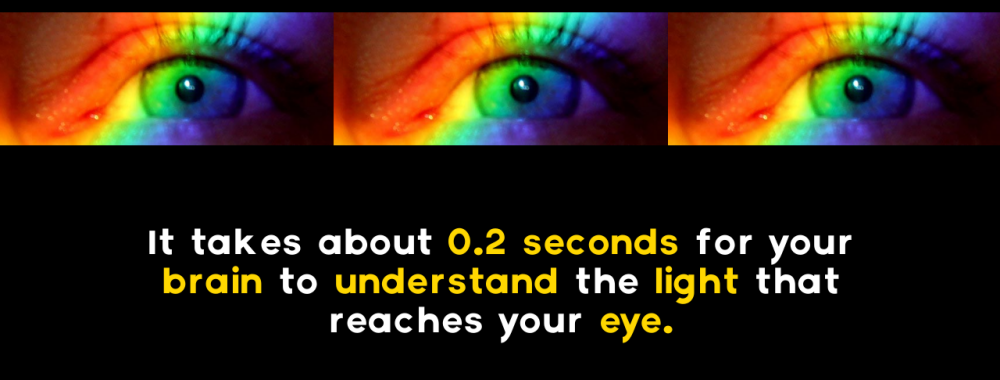 It takes about 0.2 seconds for your
brain to understand the light that
reaches your eye.